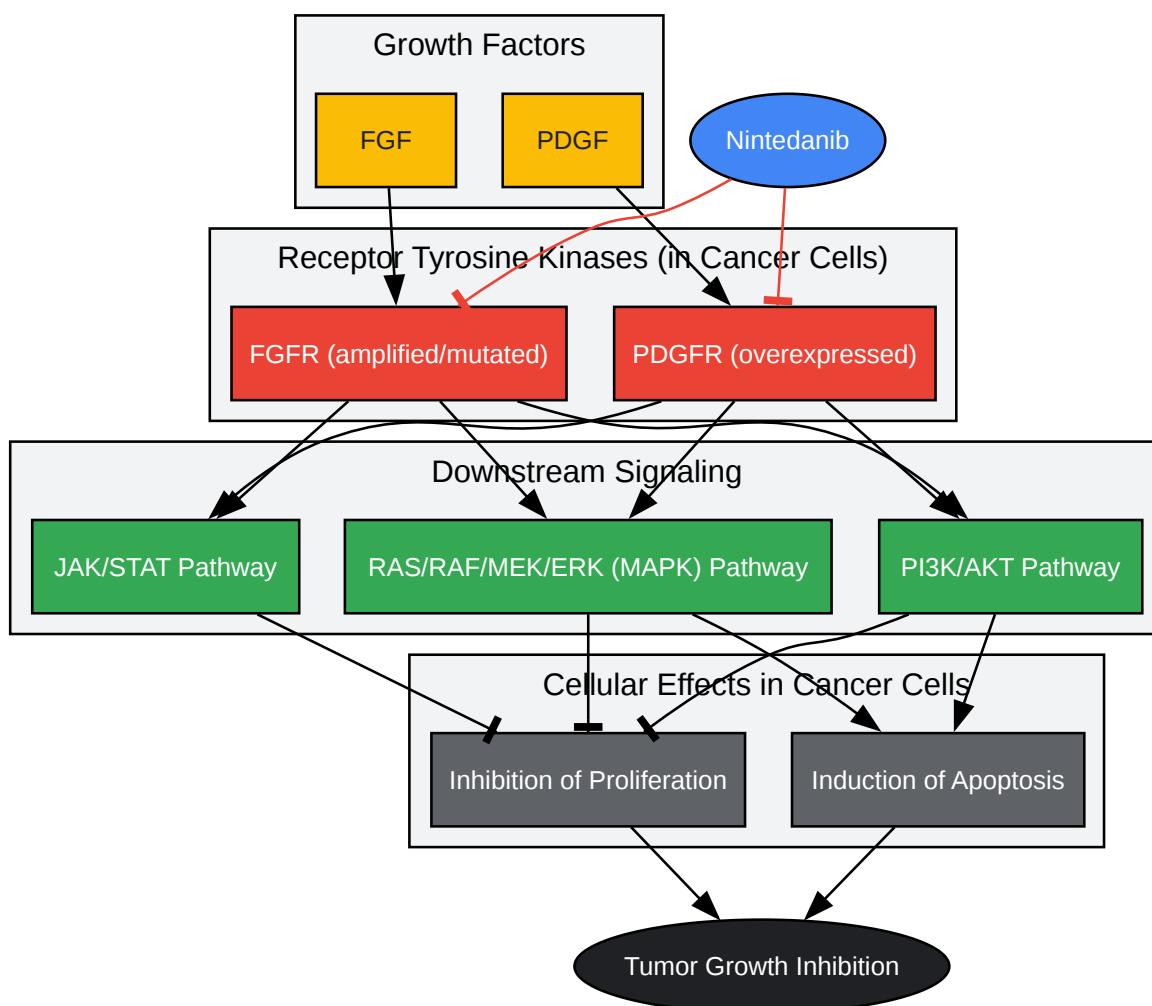 Growth Factors
FGF
PDGF
Nintedanib
Receptor Tyrosine Kinases (in Cancer Cells)
FGFR (amplified/mutated)
PDGFR (overexpressed)
Downstream Signaling
JAK/STAT Pathway
RAS/RAF/MEK/ERK (MAPK) Pathway
PI3K/AKT Pathway
Cellular Effects in Cancer Cells
Inhibition of Proliferation
Induction of Apoptosis
Tumor Growth Inhibition